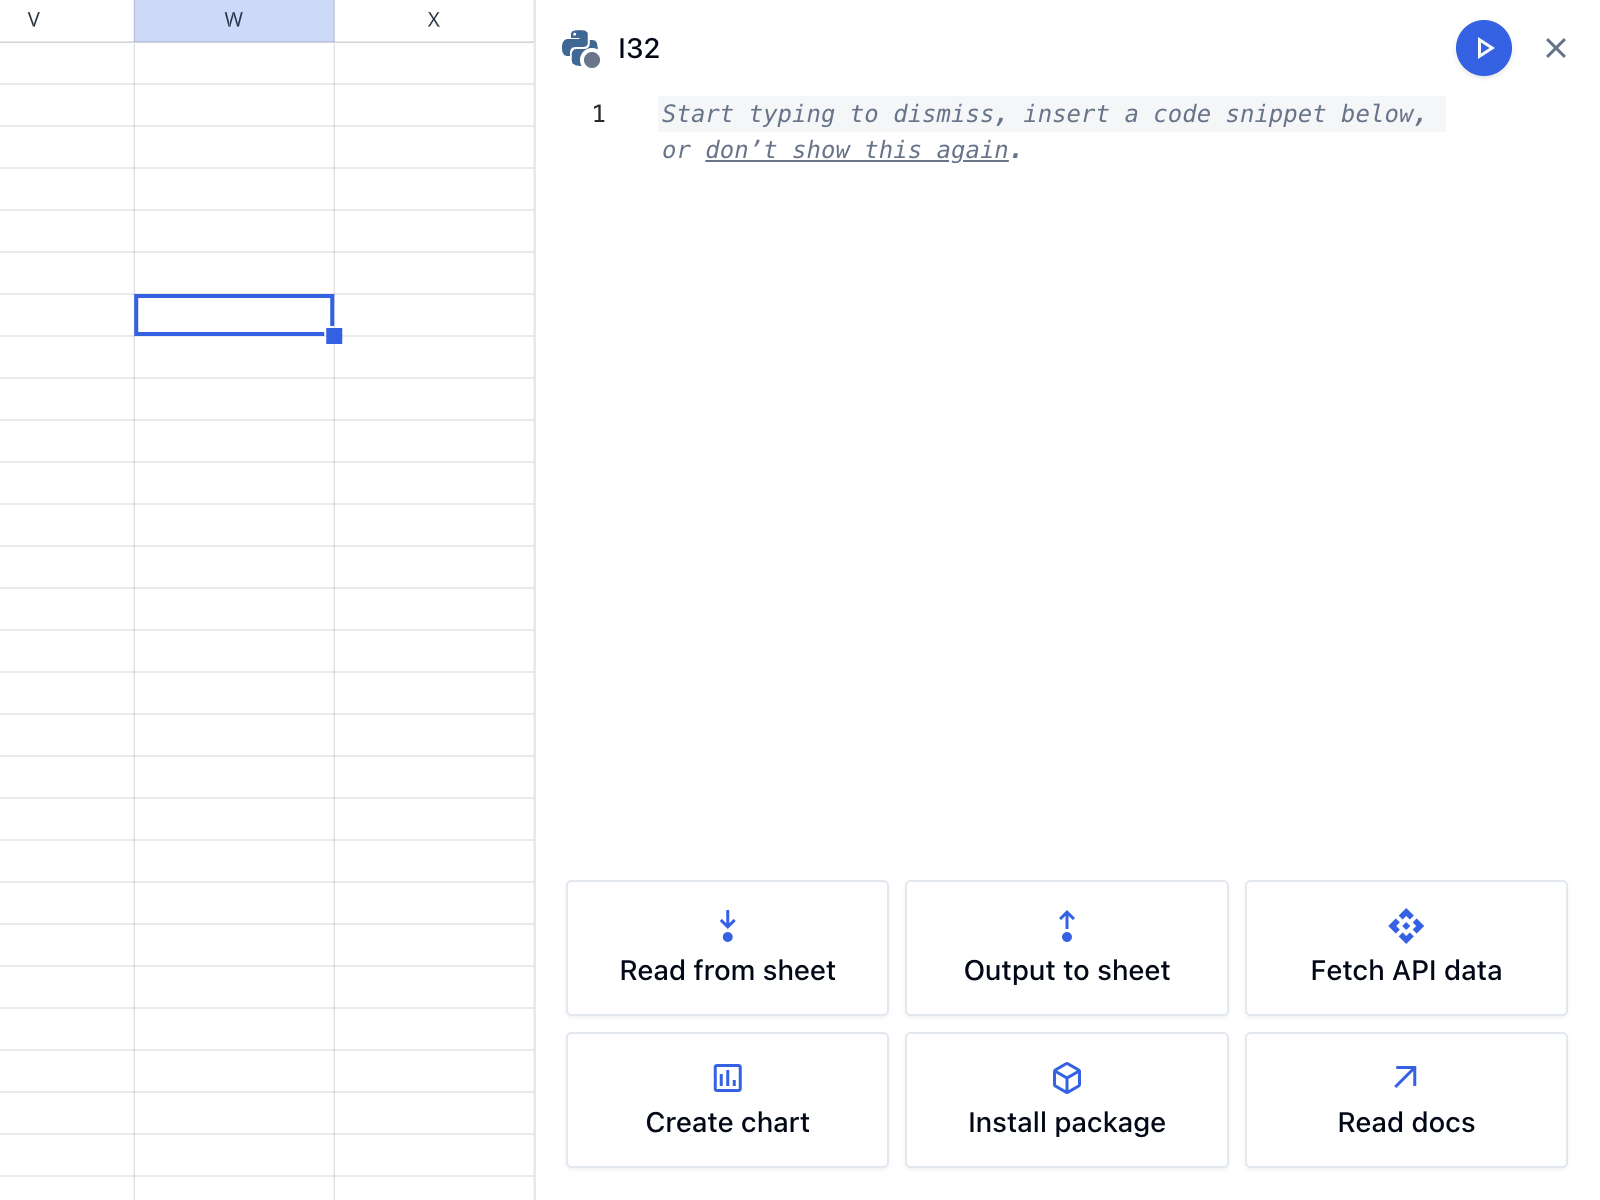 V W X
I32
1 Start typing to dismiss, insert a code snippet below,
or don’t show this again.
Read from sheet
Output to sheet
Fetch API data
Create chart
Install package
Read docs